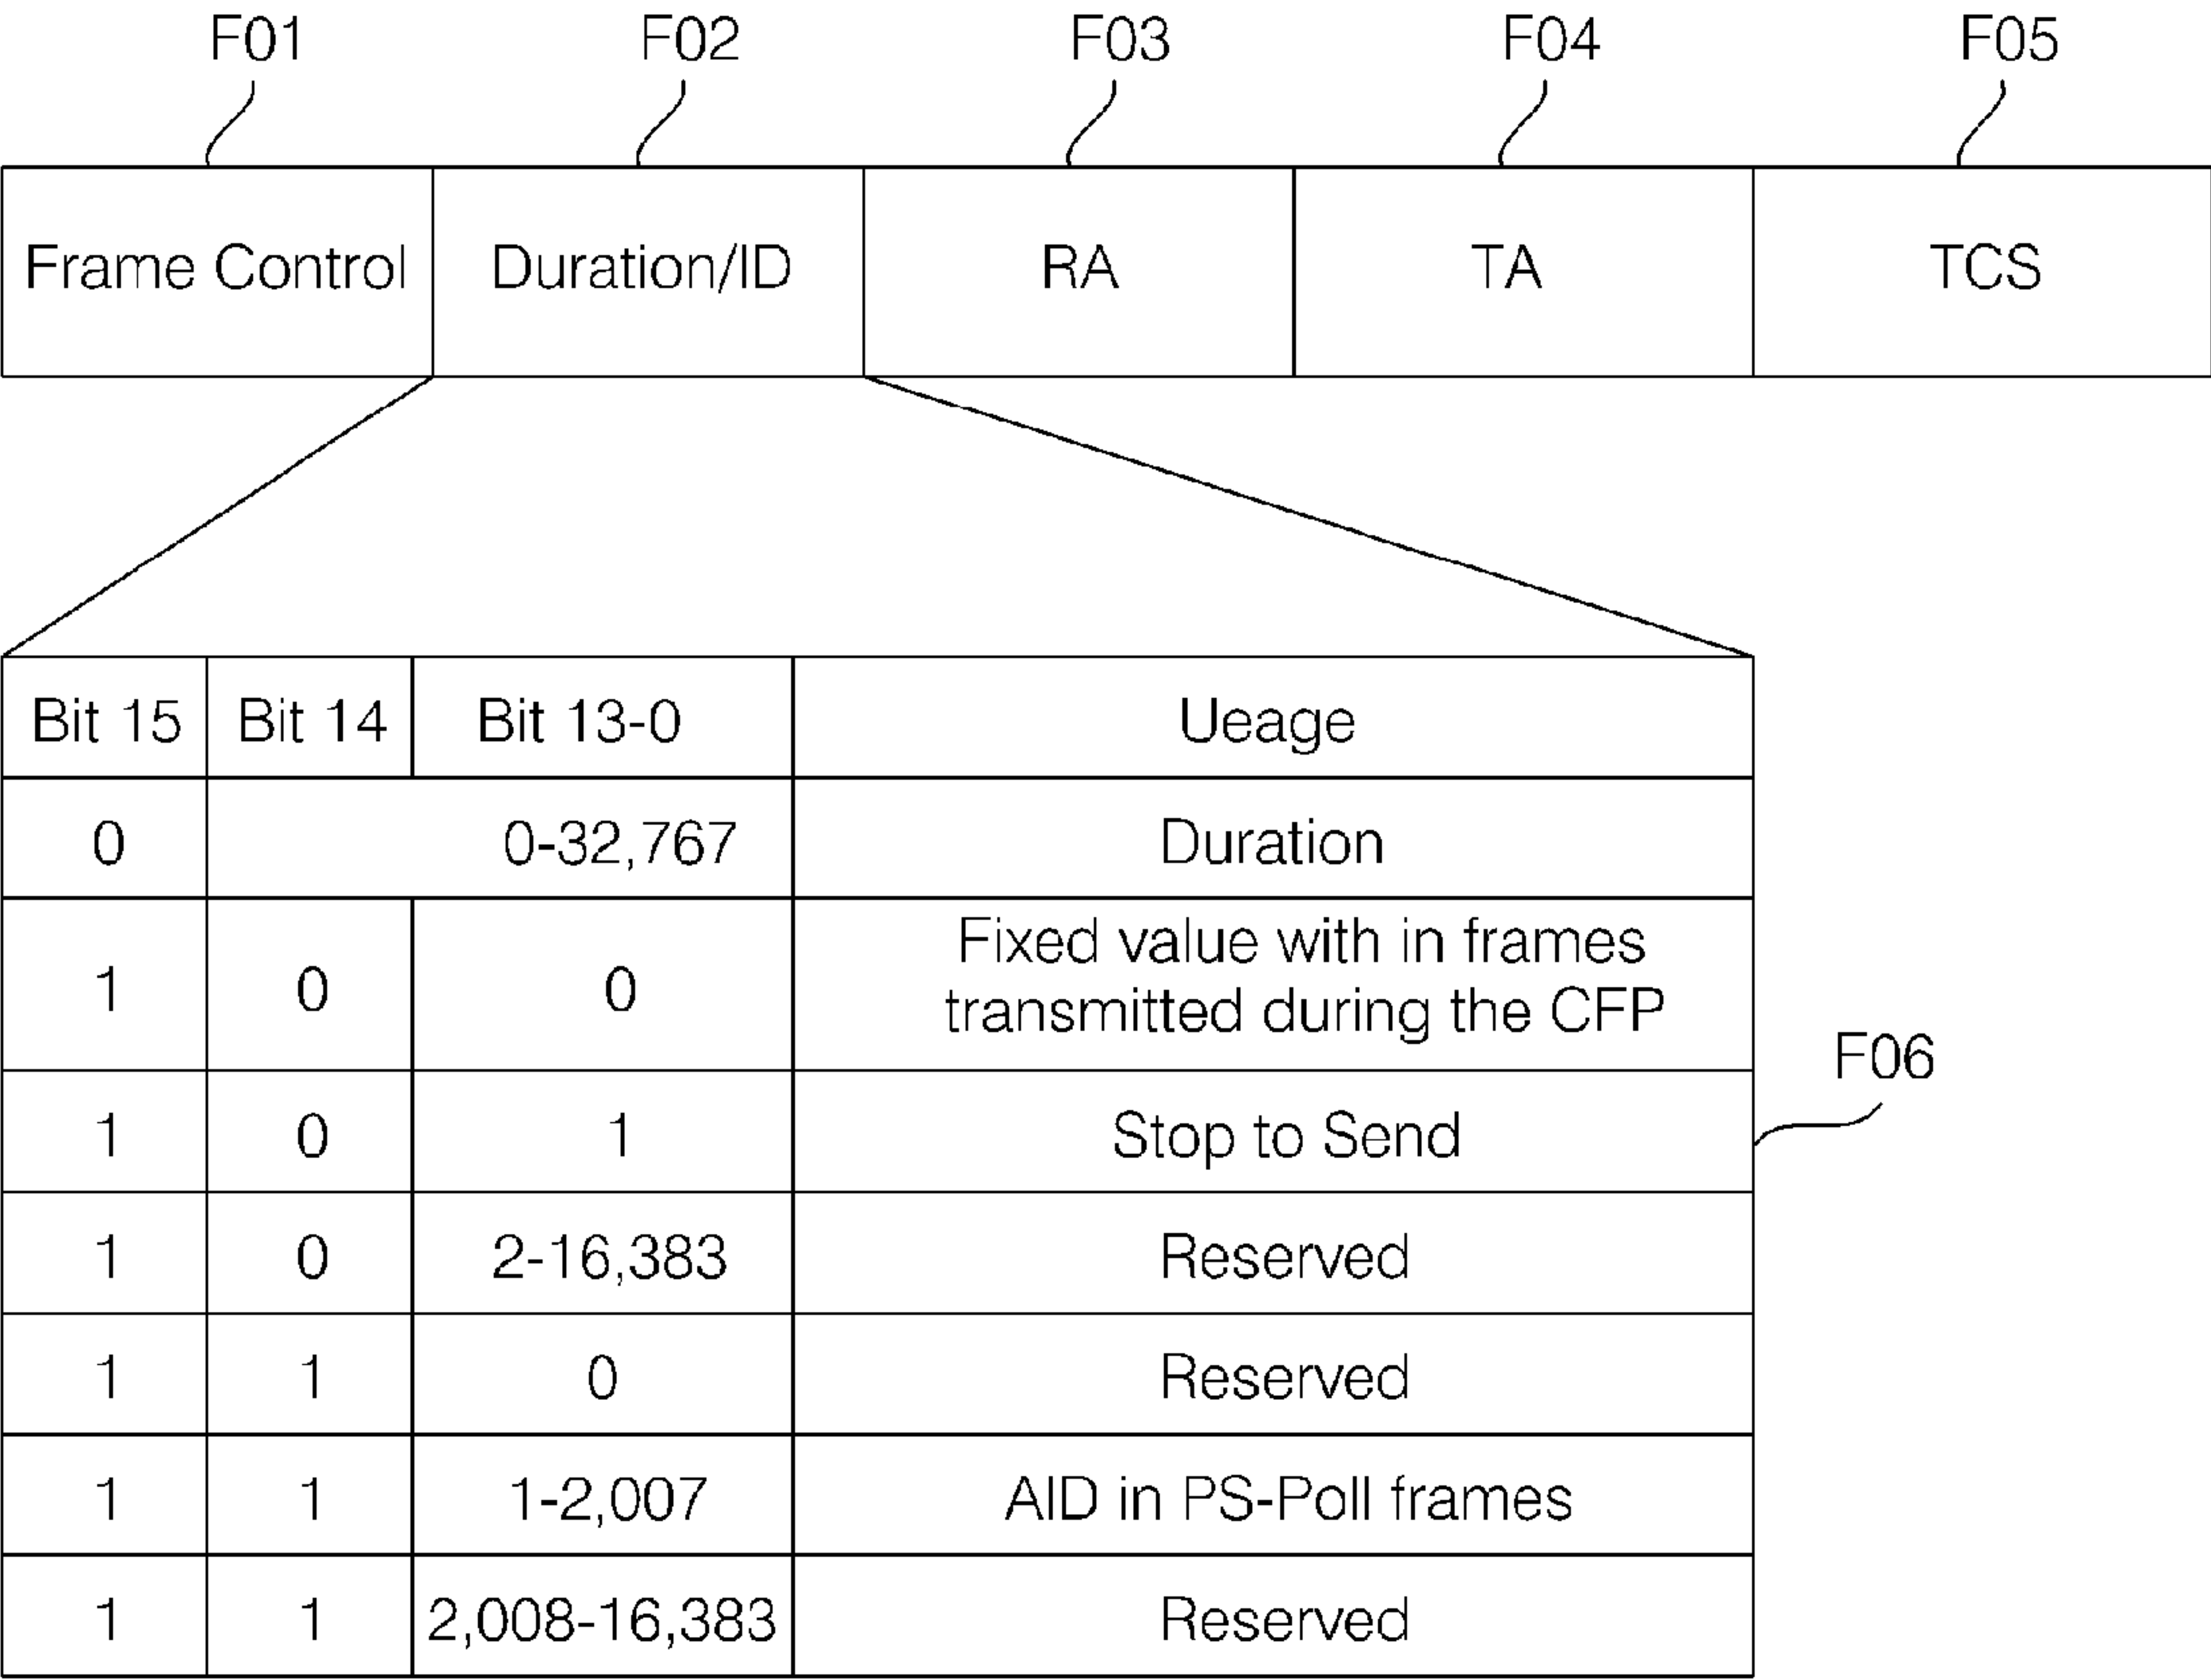 F01 F02 F03 F04 F05
Frame Control Duration/ID RA TA TCS
Bit 15 Bit 14 Bit 13-0 Ueage
0 0-32,767 Duration
1 0 0 Fixed value with in frames
transmitted during the CFP
F06
1 0 1 Stop to Send
1 0 2-16,383 Reserved
1 1 0 Reserved
1 1 1-2,007 AID in PS-Poll frames
1 1 2,008-16,383 Reserved